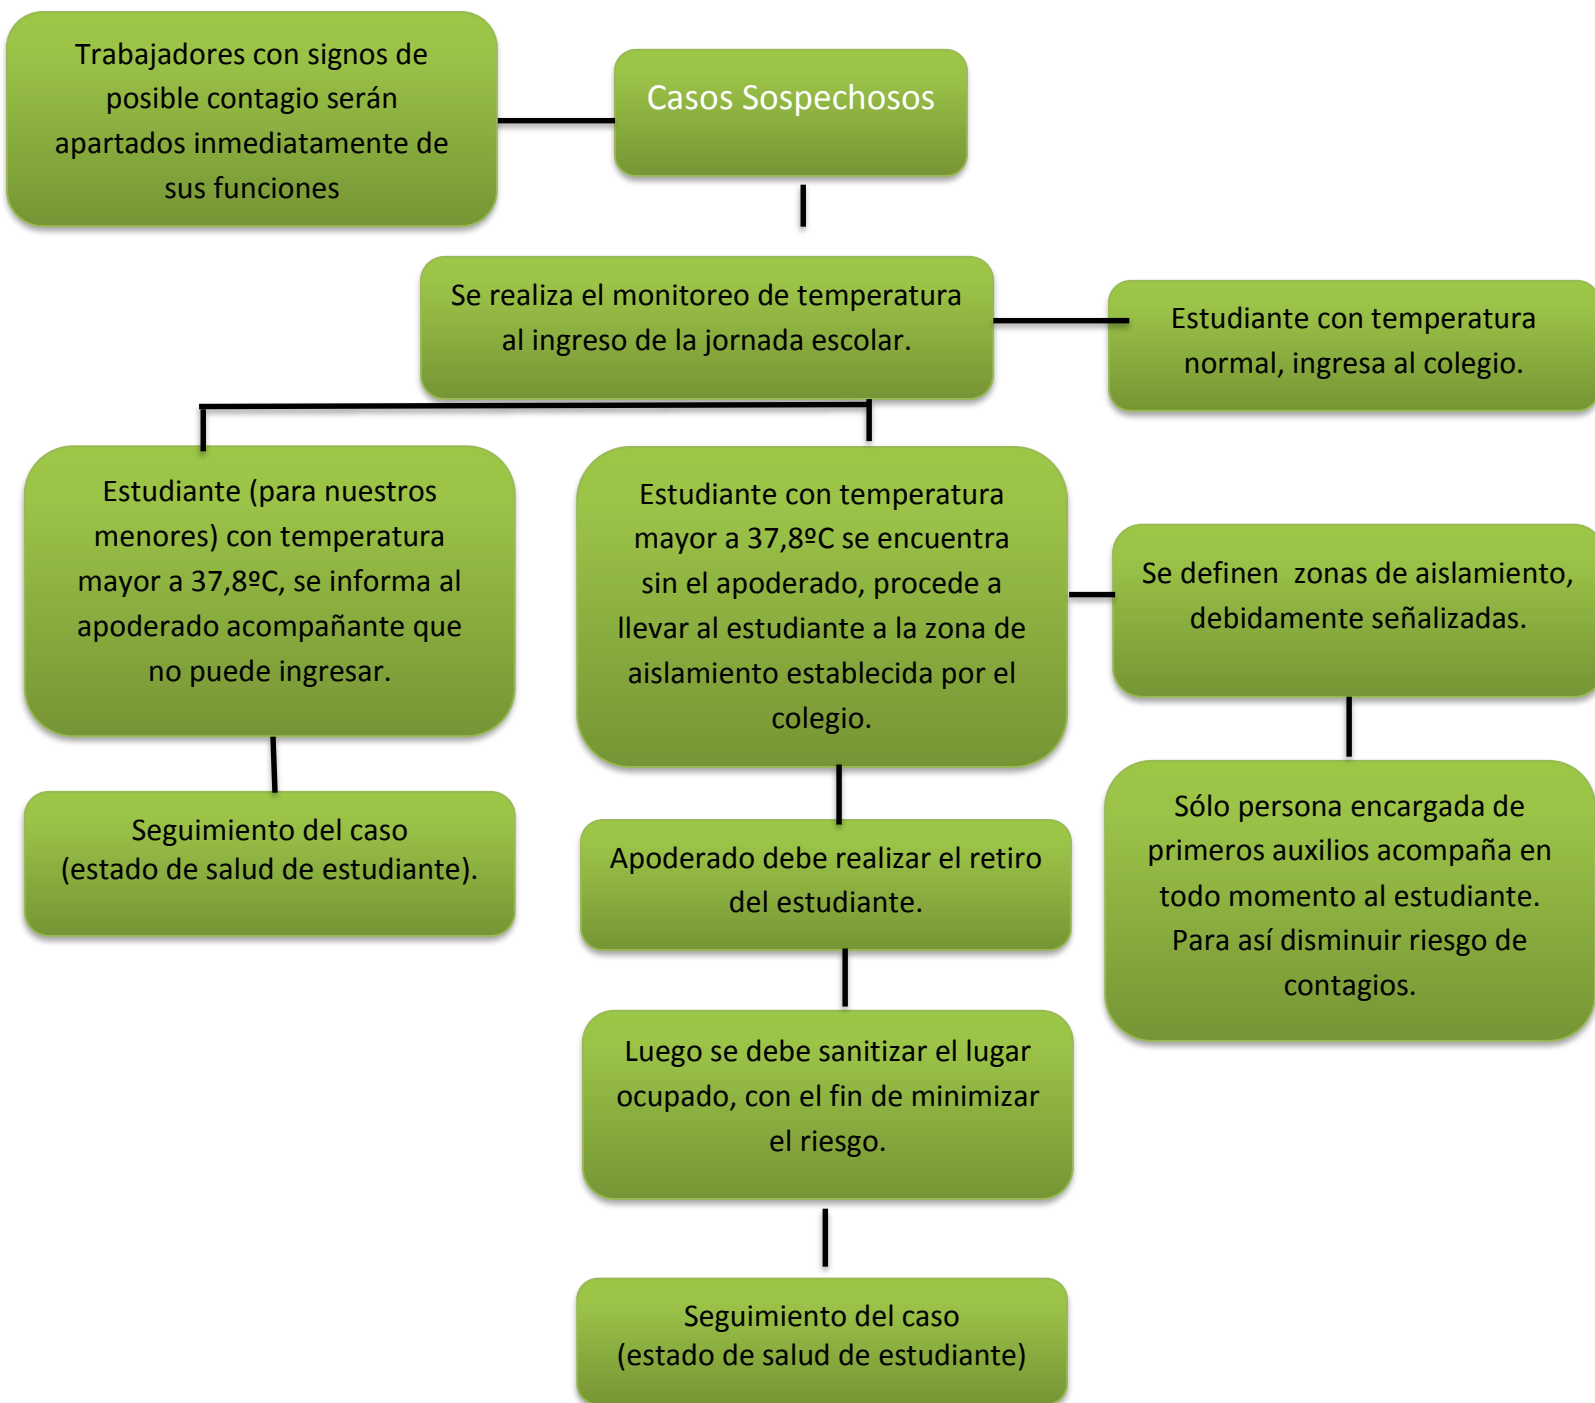 Trabajadores con signos de
posible contagio serán
apartados inmediatamente de
sus funciones
Casos Sospechosos
Se realiza el monitoreo de temperatura
al ingreso de la jornada escolar.
Estudiante con temperatura
normal, ingresa al colegio.
Estudiante (para nuestros
menores) con temperatura
mayor a 37,8ºC, se informa al
apoderado acompañante que
no puede ingresar.
Estudiante con temperatura
mayor a 37,8ºC se encuentra
sin el apoderado, procede a
llevar al estudiante a la zona de
aislamiento establecida por el
colegio.
Se definen  zonas de aislamiento,
debidamente señalizadas.
Seguimiento del caso
(estado de salud de estudiante).
Apoderado debe realizar el retiro
del estudiante.
Sólo persona encargada de
primeros auxilios acompaña en
todo momento al estudiante.
Para así disminuir riesgo de
contagios.
Luego se debe sanitizar el lugar
ocupado, con el fin de minimizar
el riesgo.
Seguimiento del caso
(estado de salud de estudiante)